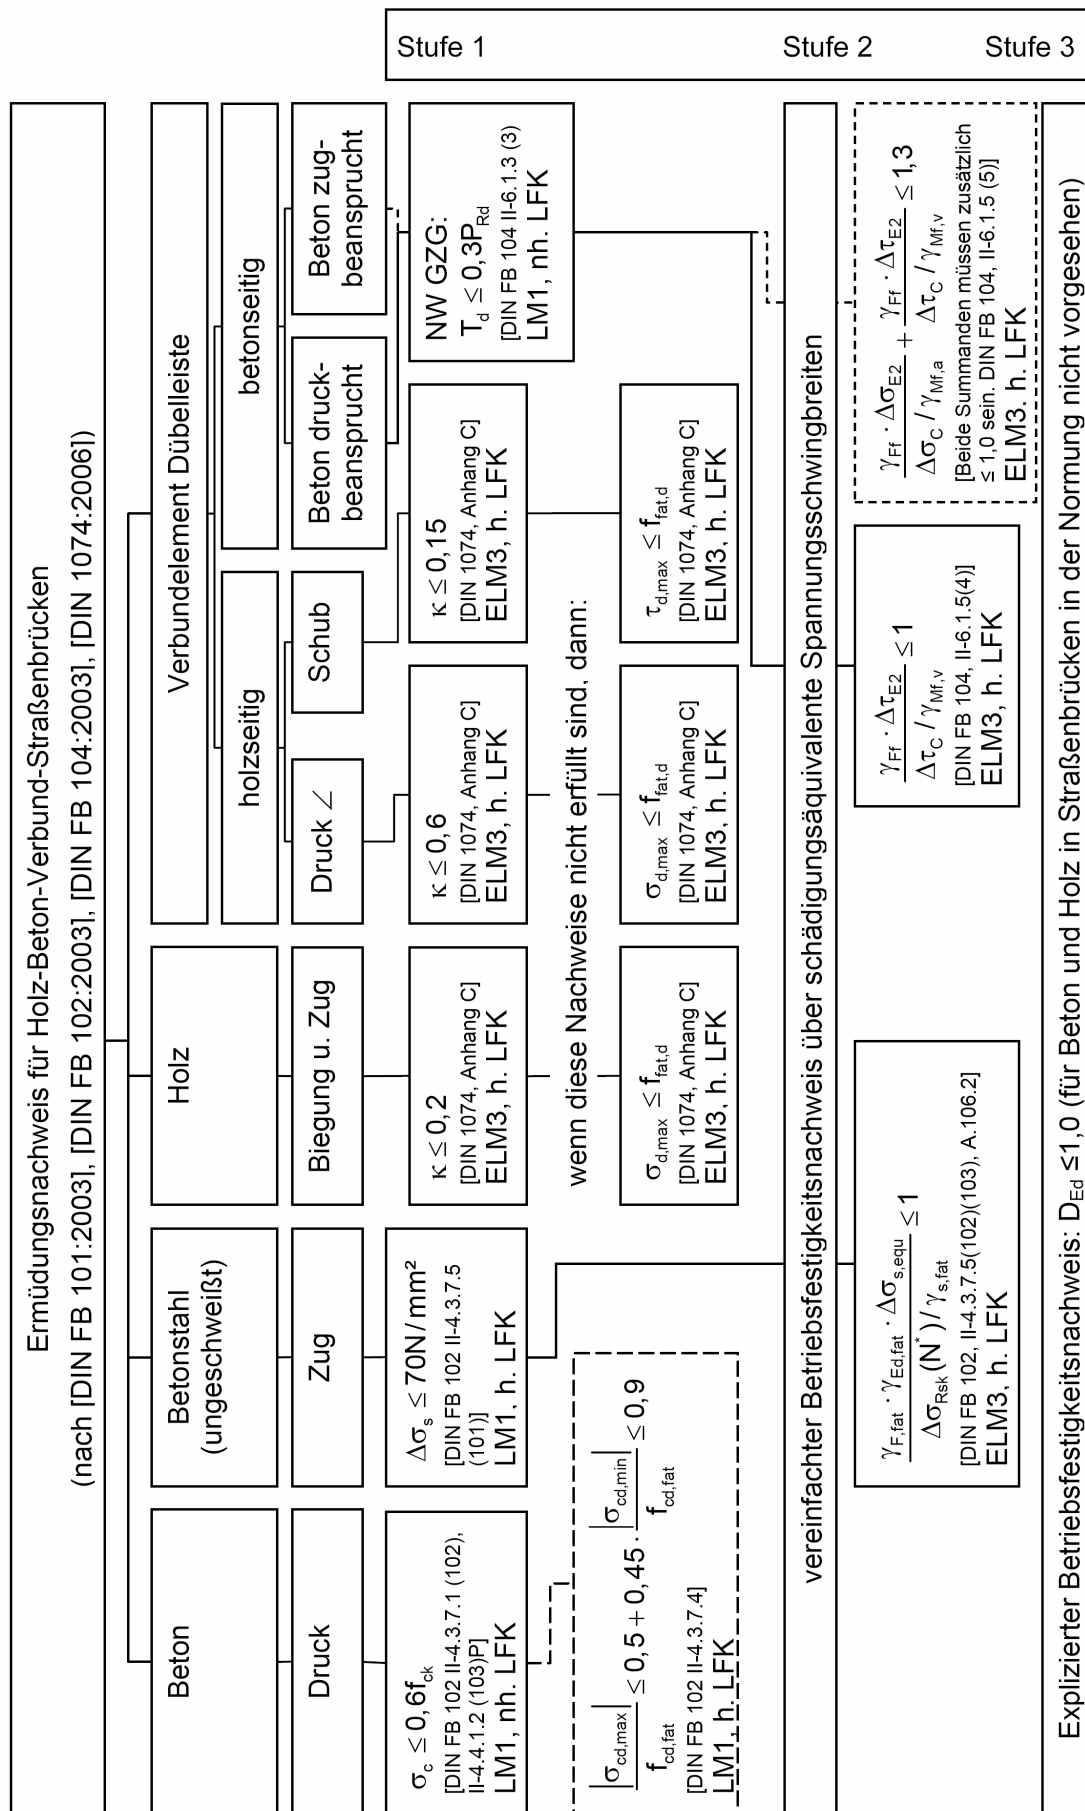 Stufe 1
Stufe 2
Stufe 3
Ermüdungsnachweis für Holz-Beton-Verbund-Straßenbrücken
(nach [DIN FB 101:2003], [DIN FB 102:2003], [DIN FB 104:2003], [DIN 1074:2006])
Beton
Betonstahl
(ungeschweißt)
Holz
Verbundelement Dübelleiste
holzseitig
betonseitig
Druck
Zug
Biegung u. Zug
Druck ∠
Schub
Beton druck-
beansprucht
Beton zug-
beansprucht
σc ≤ 0,6fck
[DIN FB 102 II-4.3.7.1 (102),
II-4.4.1.2 (103)P]
LM1, nh. LFK
Δσs ≤ 70N/mm²
[DIN FB 102 II-4.3.7.5
(101)]
LM1, h. LFK
κ ≤ 0,2
[DIN 1074, Anhang C]
ELM3, h. LFK
κ ≤ 0,6
[DIN 1074, Anhang C]
ELM3, h. LFK
κ ≤ 0,15
[DIN 1074, Anhang C]
ELM3, h. LFK
NW GZG:
Td ≤ 0,3PRd
[DIN FB 104 II-6.1.3 (3)
LM1, nh. LFK
wenn diese Nachweise nicht erfüllt sind, dann:
|σcd,max| / fcd,fat ≤ 0,5 + 0,45 · |σcd,min| / fcd,fat ≤ 0,9
[DIN FB 102 II-4.3.7.4]
LM1, h. LFK
σd,max ≤ ffat,d
[DIN 1074, Anhang C]
ELM3, h. LFK
σd,max ≤ ffat,d
[DIN 1074, Anhang C]
ELM3, h. LFK
τd,max ≤ ffat,d
[DIN 1074, Anhang C]
ELM3, h. LFK
vereinfachter Betriebsfestigkeitsnachweis über schädigungsäquivalente Spannungsschwingbreiten
γF,fat · γEd,fat · Δσs,equ / ΔσRsk(N*)/γs,fat ≤ 1
[DIN FB 102, II-4.3.7.5(102)(103), A.106.2]
ELM3, h. LFK
γFf · ΔτE2 / ΔτC / γMf,v ≤ 1
[DIN FB 104, II-6.1.5(4)]
ELM3, h. LFK
γFf · ΔσE2 / ΔσC / γMf,a + γFf · ΔτE2 / ΔτC / γMf,v ≤ 1,3
[Beide Summanden müssen zusätzlich
≤ 1,0 sein. DIN FB 104, II-6.1.5 (5)]
ELM3. h. LFK
Explizierter Betriebsfestigkeitsnachweis: DEd ≤1,0 (für Beton und Holz in Straßenbrücken in der Normung nicht vorgesehen)